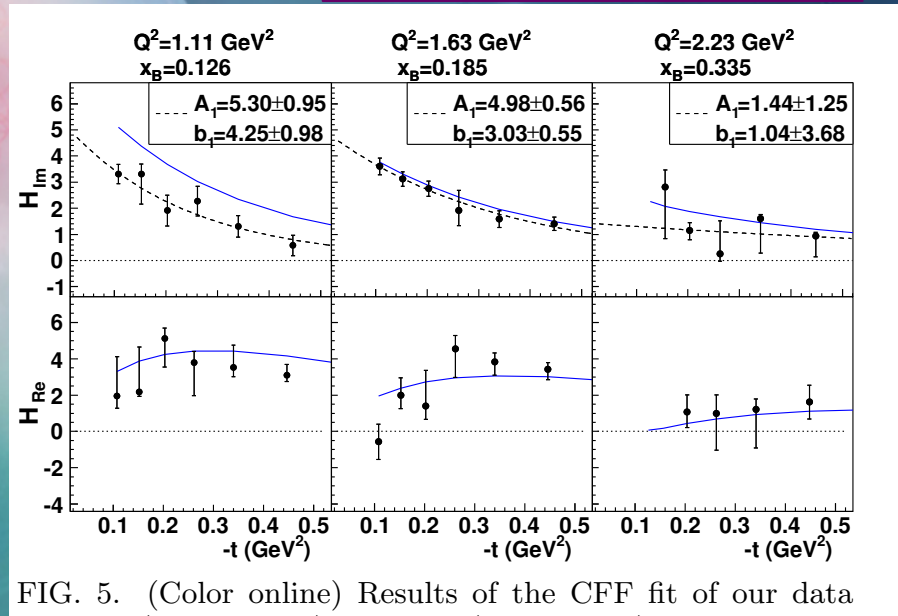 Q²=1.11 GeV² Q²=1.63 GeV² Q²=2.23 GeV²
x_B=0.126 x_B=0.185 x_B=0.335
A₁=5.30±0.95 A₁=4.98±0.56 A₁=1.44±1.25
b₁=4.25±0.98 b₁=3.03±0.55 b₁=1.04±3.68
6
5
4
3
2
1
0
-1
H_Im
6
4
2
0
-2
-4
H_Re
0.1 0.2 0.3 0.4 0.5 0.1 0.2 0.3 0.4 0.5 0.1 0.2 0.3 0.4 0.5
-t (GeV²) -t (GeV²) -t (GeV²)
FIG. 5. (Color online) Results of the CFF fit of our data